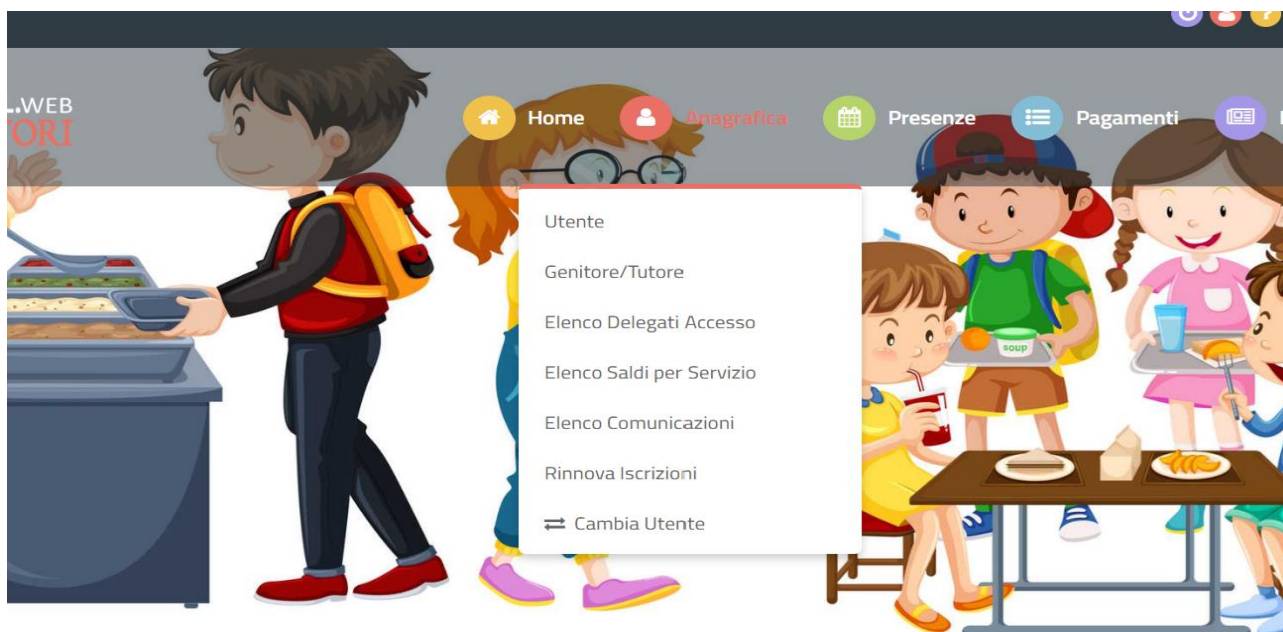 WEB
Home
Anagrafica
Presenze
Pagamenti
Utente
Genitore/Tutore
Elenco Delegati Accesso
Elenco Saldi per Servizio
Elenco Comunicazioni
Rinnova Iscrizioni
Cambia Utente
soup